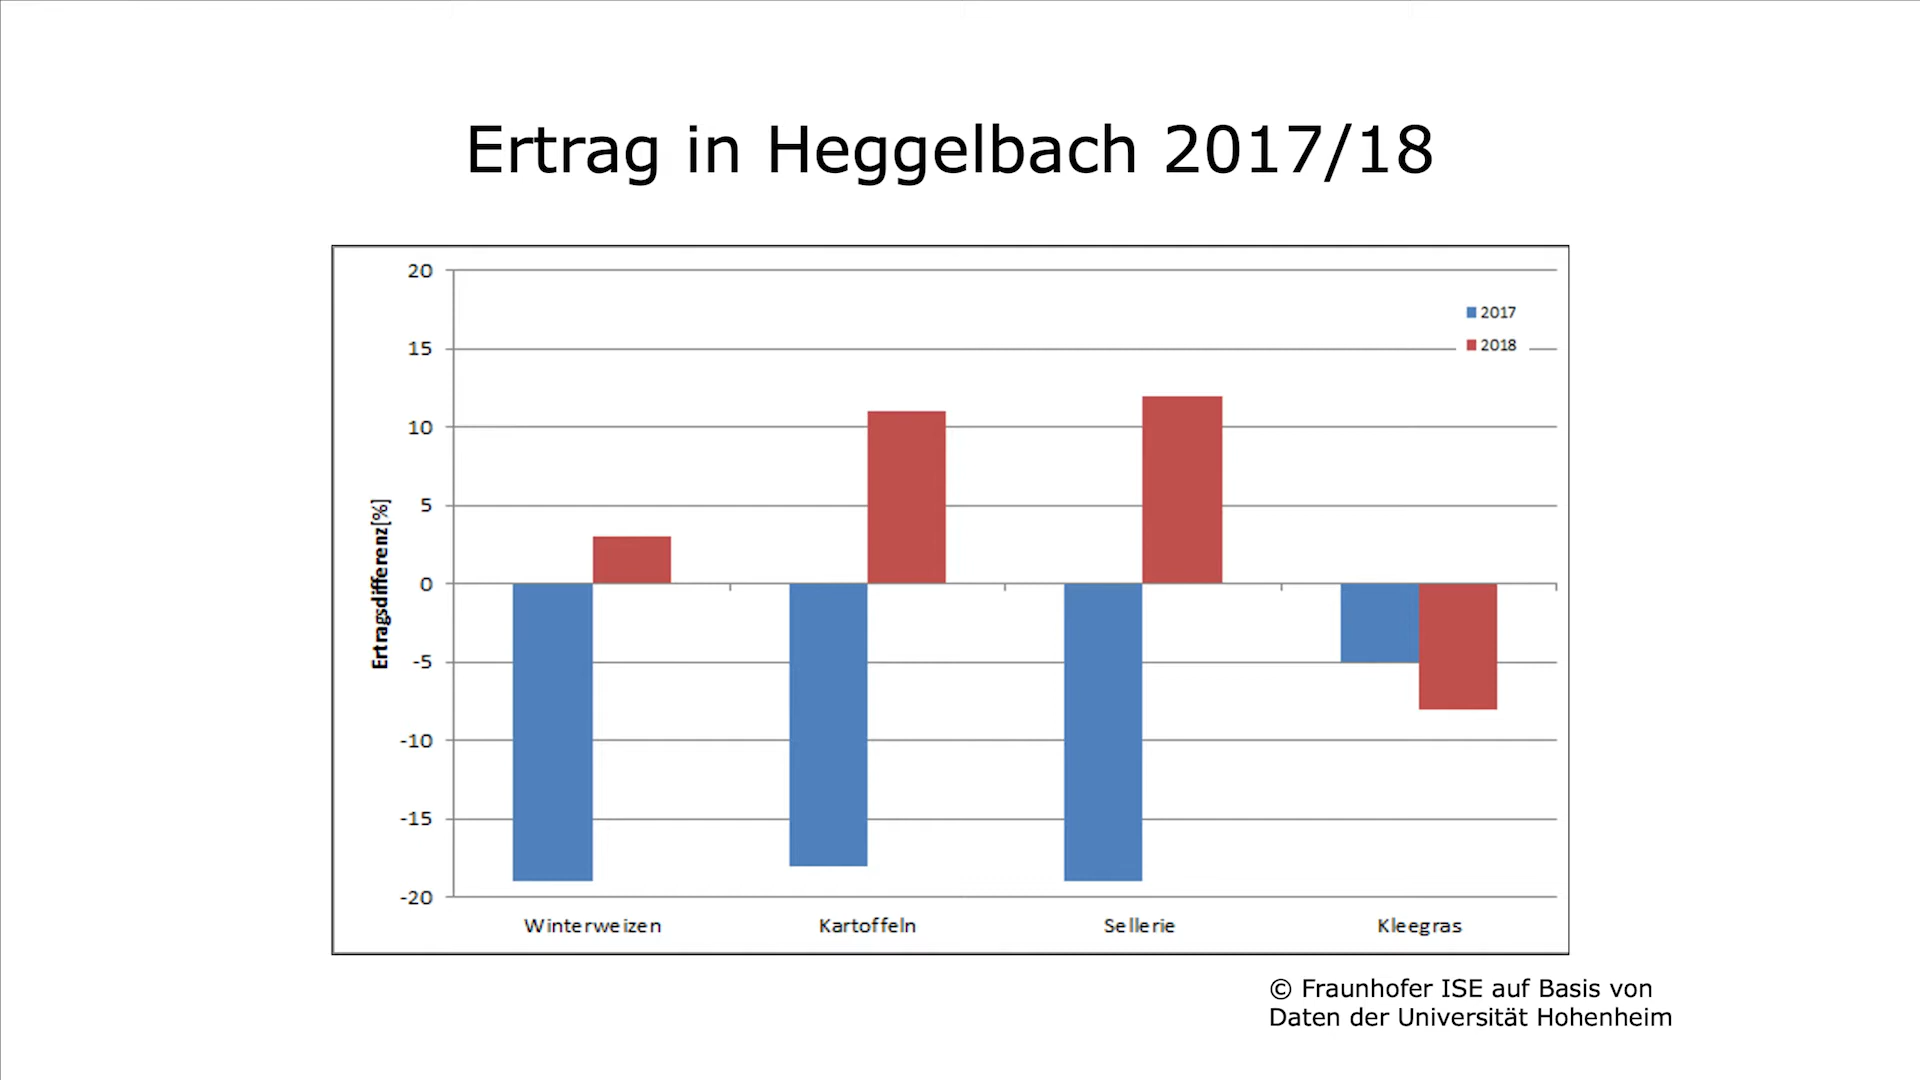 Ertrag in Heggelbach 2017/18
20
2017
2018
15
10
5
0
-5
-10
-15
-20
Ertragsdifferenz[%]
Winterweizen Kartoffeln Sellerie Kleegras
© Fraunhofer ISE auf Basis von
Daten der Universität Hohenheim